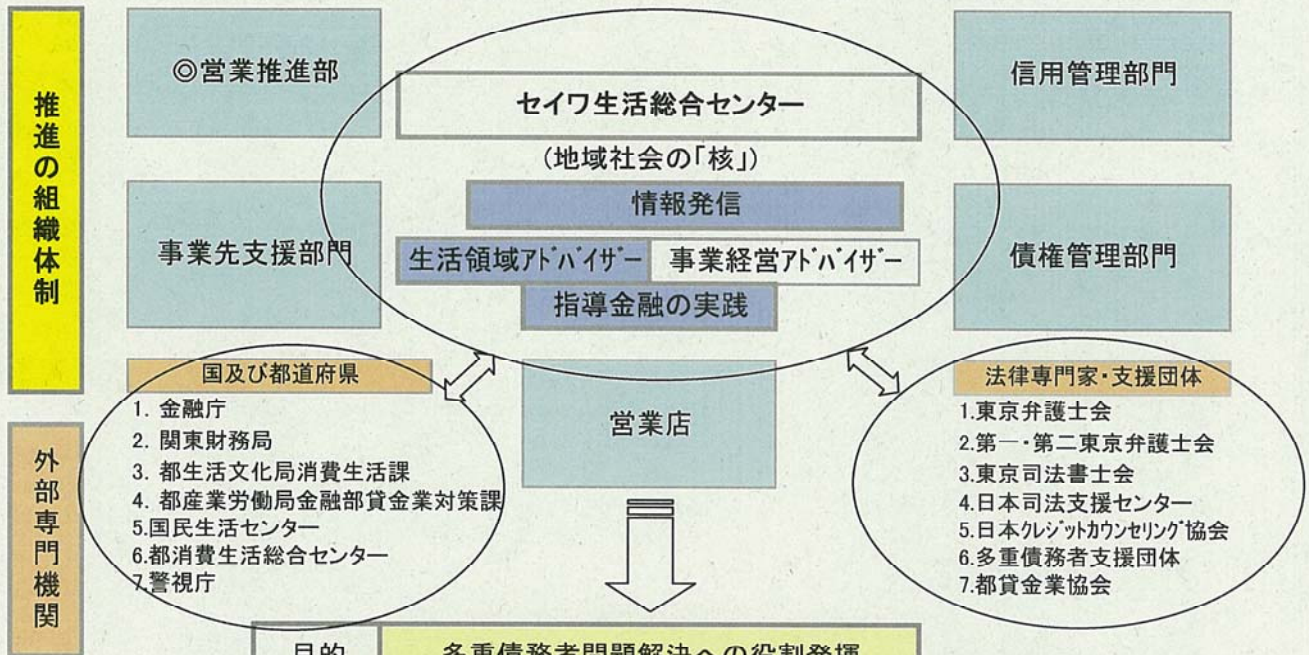 推進の組織体制
◎営業推進部
セイワ生活総合センター
(地域社会の「核」)
情報発信
生活領域アドバイザー
事業経営アドバイザー
指導金融の実践
信用管理部門
事業先支援部門
債権管理部門
外部専門機関
国及び都道府県
1. 金融庁
2. 関東財務局
3. 都生活文化局消費生活課
4. 都産業労働局金融部貸金業対策課
5.国民生活センター
6.都消費生活総合センター
7.警視庁
営業店
法律専門家・支援団体
1.東京弁護士会
2.第一・第二東京弁護士会
3.東京司法書士会
4.日本司法支援センター
5.日本クレジットカウンセリング協会
6.多重債務者支援団体
7.都貸金業協会
目的
多重債務者問題解決への役割発揮